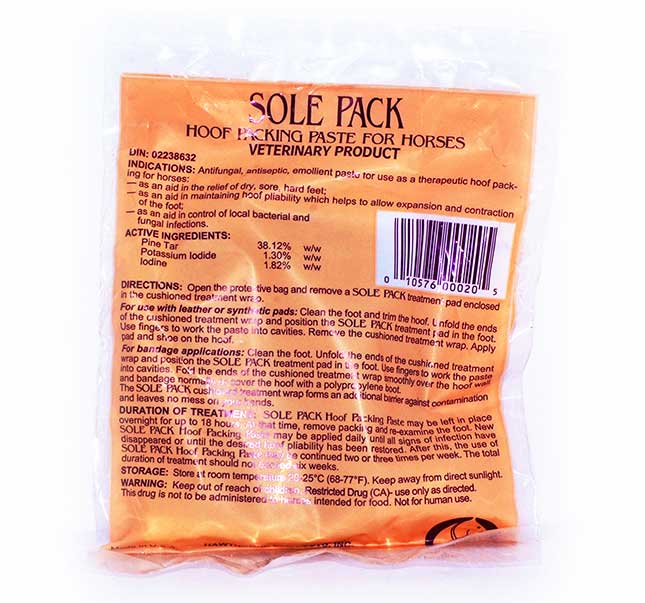 SOLE PACK
HOOF PACKING PASTE FOR HORSES
VETERINARY PRODUCT
DIN: 02238632
INDICATIONS: Antifungal, antiseptic, emollient paste for use as a therapeutic hoof pack-
ing for horses:
— as an aid in the relief of dry, sore, hard feet;
— as an aid in maintaining hoof pliability which helps to allow expansion and contraction
of the foot;
— as an aid in control of local bacterial and
fungal infections.
ACTIVE INGREDIENTS:
Pine Tar 38.12% w/w
Potassium Iodide 1.30% w/w
Iodine 1.82% w/w
0 10576 00020 5
DIRECTIONS: Open the protective bag and remove a SOLE PACK treatment pad enclosed
in the cushioned treatment wrap.
For use with leather or synthetic pads: Clean the foot and trim the hoof. Unfold the ends
of the cushioned treatment wrap and position the SOLE PACK treatment pad in the foot.
Use fingers to work the paste into cavities. Remove the cushioned treatment wrap. Apply
pad and shoe on the hoof.
For bandage applications: Clean the foot. Unfold the ends of the cushioned treatment
wrap and position the SOLE PACK treatment pad in the foot. Use fingers to work the paste
into cavities. Fold the ends of the cushioned treatment wrap smoothly over the hoof wall
and bandage normally. cover the hoof with a polypropylene boot.
The SOLE PACK cushioned treatment wrap forms an additional barrier against contamination
and leaves no mess on your hands.
DURATION OF TREATMENT: SOLE PACK Hoof Packing Paste may be left in place
overnight for up to 18 hours. At that time, remove packing and re-examine the foot. New
SOLE PACK Hoof Packing Paste may be applied daily until all signs of infection have
disappeared or until the desired hoof pliability has been restored. After this, the use of
SOLE PACK Hoof Packing Paste may be continued two or three times per week. The total
duration of treatment should not exceed six weeks.
STORAGE: Store at room temperature 20-25°C (68-77°F). Keep away from direct sunlight.
WARNING: Keep out of reach of children. Restricted Drug (CA)- use only as directed.
This drug is not to be administered to horses intended for food. Not for human use.
Made in U.S.A.
INC